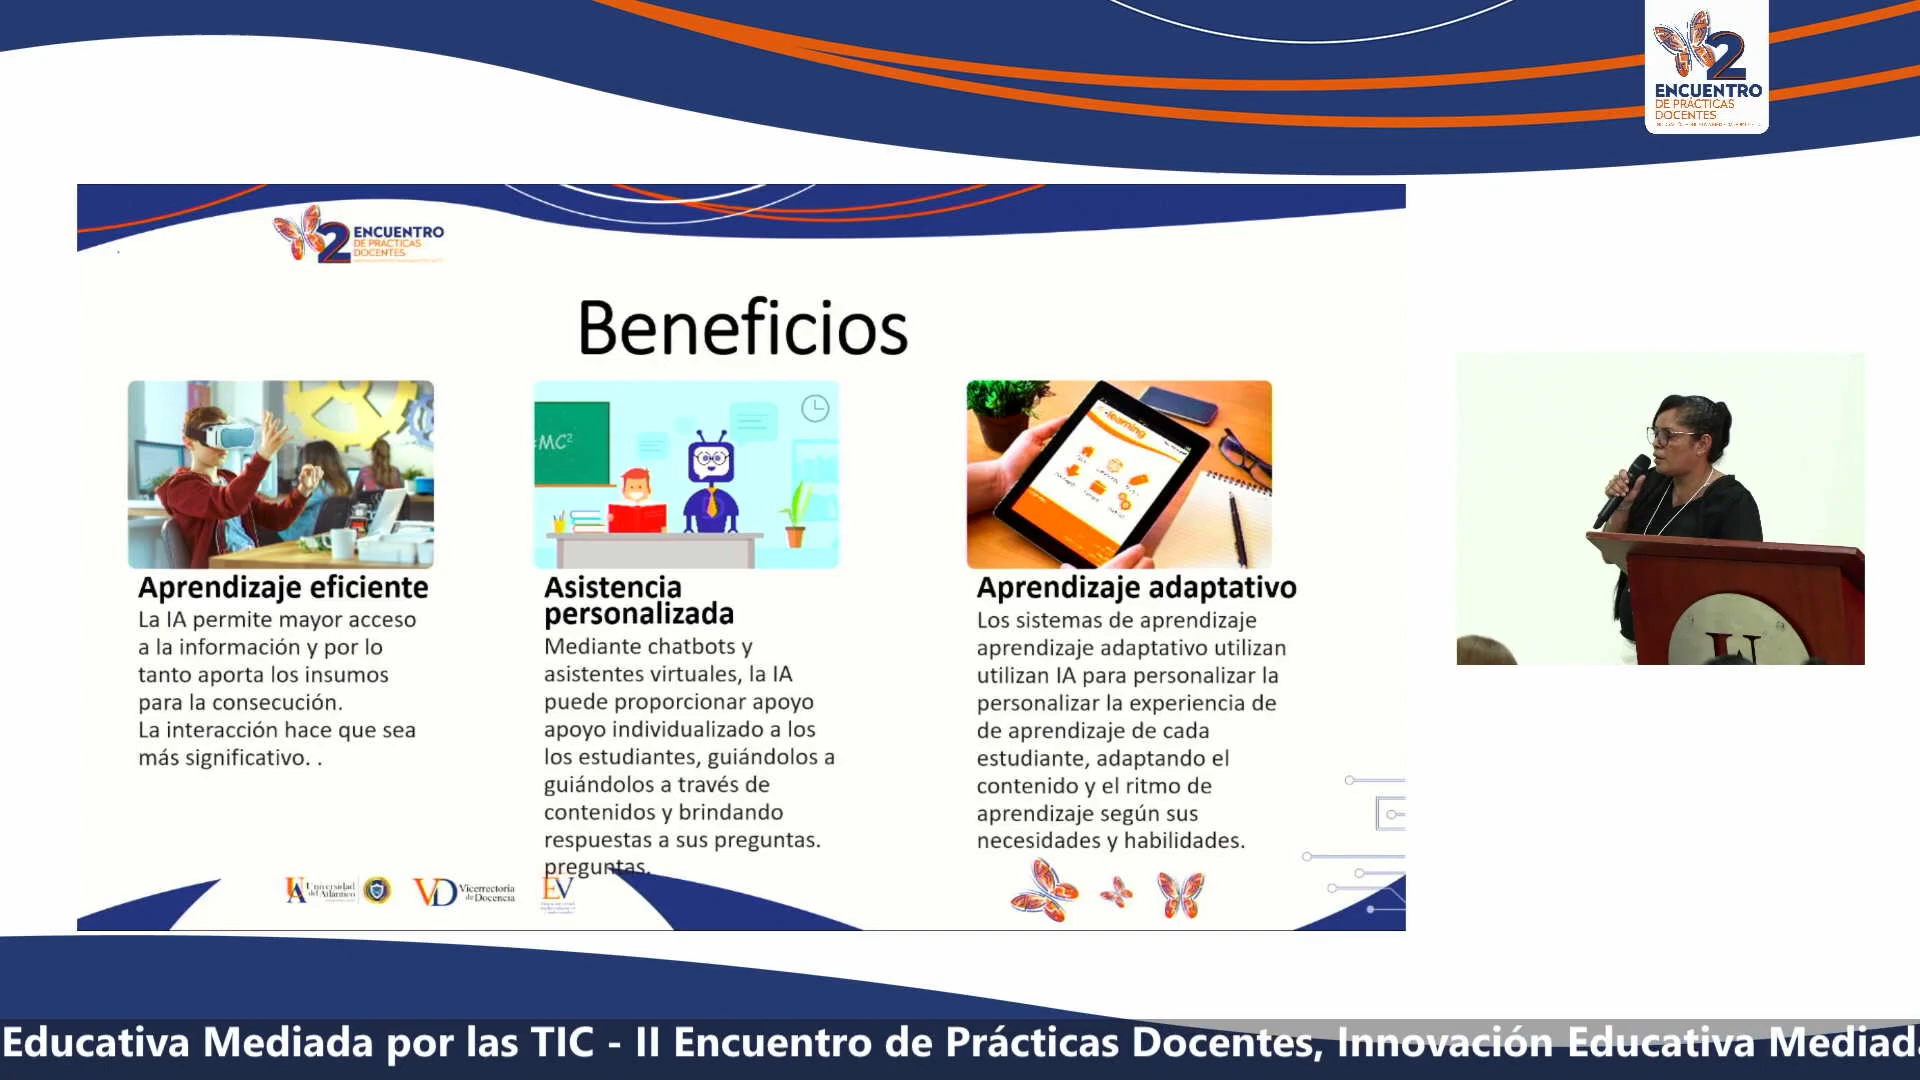 2
ENCUENTRO
DE PRÁCTICAS
DOCENTES
2
ENCUENTRO
DE PRÁCTICAS
DOCENTES
Beneficios
MC²
elearning
Aprendizaje eficiente
La IA permite mayor acceso
a la información y por lo
tanto aporta los insumos
para la consecución.
La interacción hace que sea
más significativo. .
Asistencia
personalizada
Mediante chatbots y
asistentes virtuales, la IA
puede proporcionar apoyo
apoyo individualizado a los
los estudiantes, guiándolos a
guiándolos a través de
contenidos y brindando
respuestas a sus preguntas.
preguntas.
Aprendizaje adaptativo
Los sistemas de aprendizaje
aprendizaje adaptativo utilizan
utilizan IA para personalizar la
personalizar la experiencia de
de aprendizaje de cada
estudiante, adaptando el
contenido y el ritmo de
aprendizaje según sus
necesidades y habilidades.
UA Universidad
del Atlántico
VD Vicerrectoría
de Docencia
EV
Educativa Mediada por las TIC - II Encuentro de Prácticas Docentes, Innovación Educativa Mediada